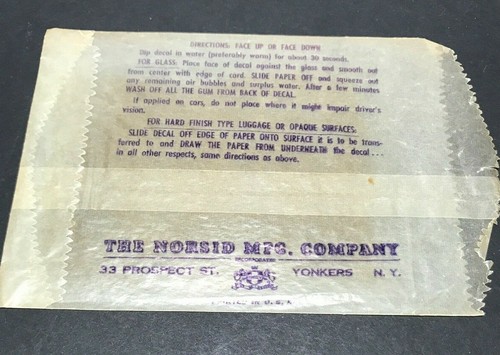 DIRECTIONS: FACE UP OR FACE DOWN
Dip decal in water (preferably warm) for about 30 seconds.
FOR GLASS: Place face of decal against the glass and smooth out
from center with edge of card. SLIDE PAPER OFF and squeeze out
any remaining air bubbles and surplus water. After a few minutes
WASH OFF ALL THE GUM FROM BACK OF DECAL.
If applied on cars, do not place where it might impair driver's
vision.
FOR HARD FINISH TYPE LUGGAGE OR OPAQUE SURFACES:
SLIDE DECAL OFF EDGE OF PAPER ONTO SURFACE it is to be trans-
ferred to and DRAW THE PAPER FROM UNDERNEATH the decal...
in all other respects, same directions as above.
THE NORSID MFG. COMPANY
INCORPORATED
33 PROSPECT ST. YONKERS N. Y.
IN U.S.A.